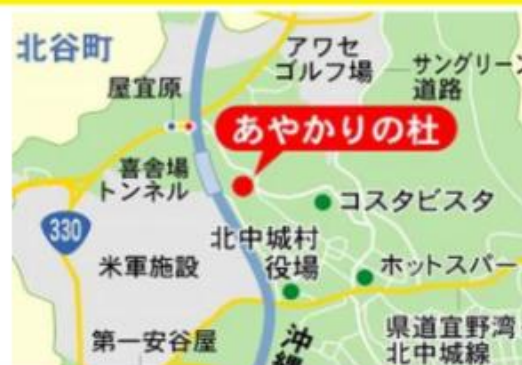 北谷町
アワセ
ゴルフ場
サングリーン
道路
屋宜原
あやかりの杜
喜舎場
トンネル
コスタビスタ
330
北中城村
役場
米軍施設
ホットスパー
第一安谷屋
沖縄
県道宜野湾
北中城線